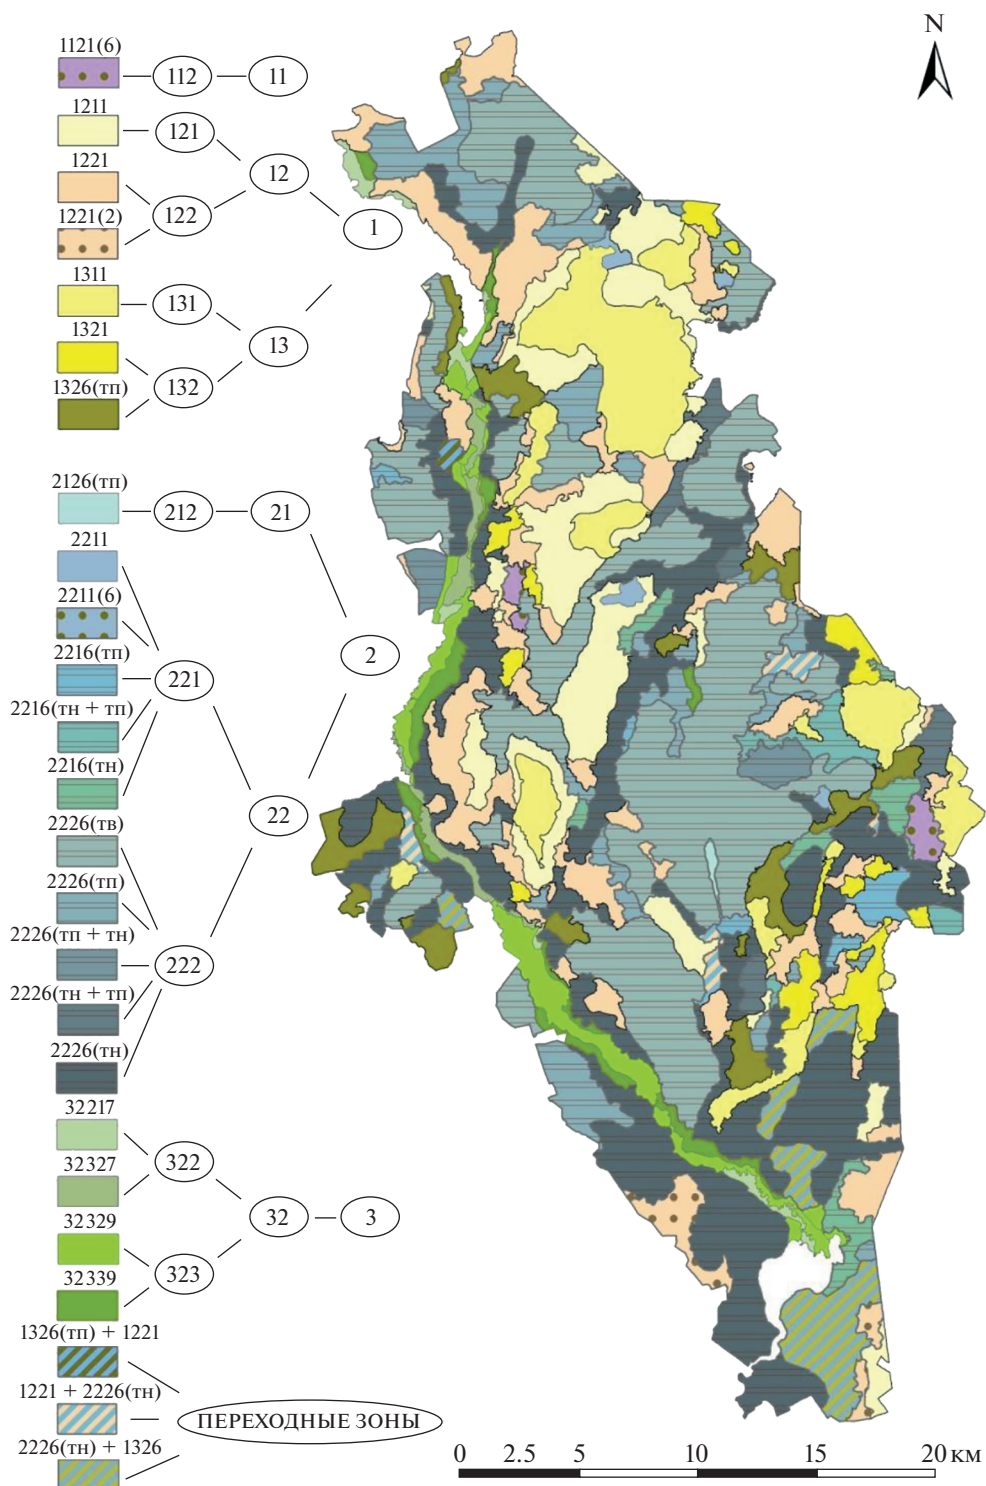 N
1121(6)
112
11
1211
121
1221
12
122
1221(2)
1
1311
131
1321
13
132
1326(тп)
2126(тп)
212
21
2211
2211(6)
2216(тп)
221
2
2216(тн + тп)
2216(тн)
22
2226(тв)
2226(тп)
2226(тп + тн)
222
2226(тн + тп)
2226(тн)
32217
322
32327
32
3
32329
323
32339
1326(тп) + 1221
1221 + 2226(тн)
ПЕРЕХОДНЫЕ ЗОНЫ
2226(тн) + 1326
0 2.5 5 10 15 20 км